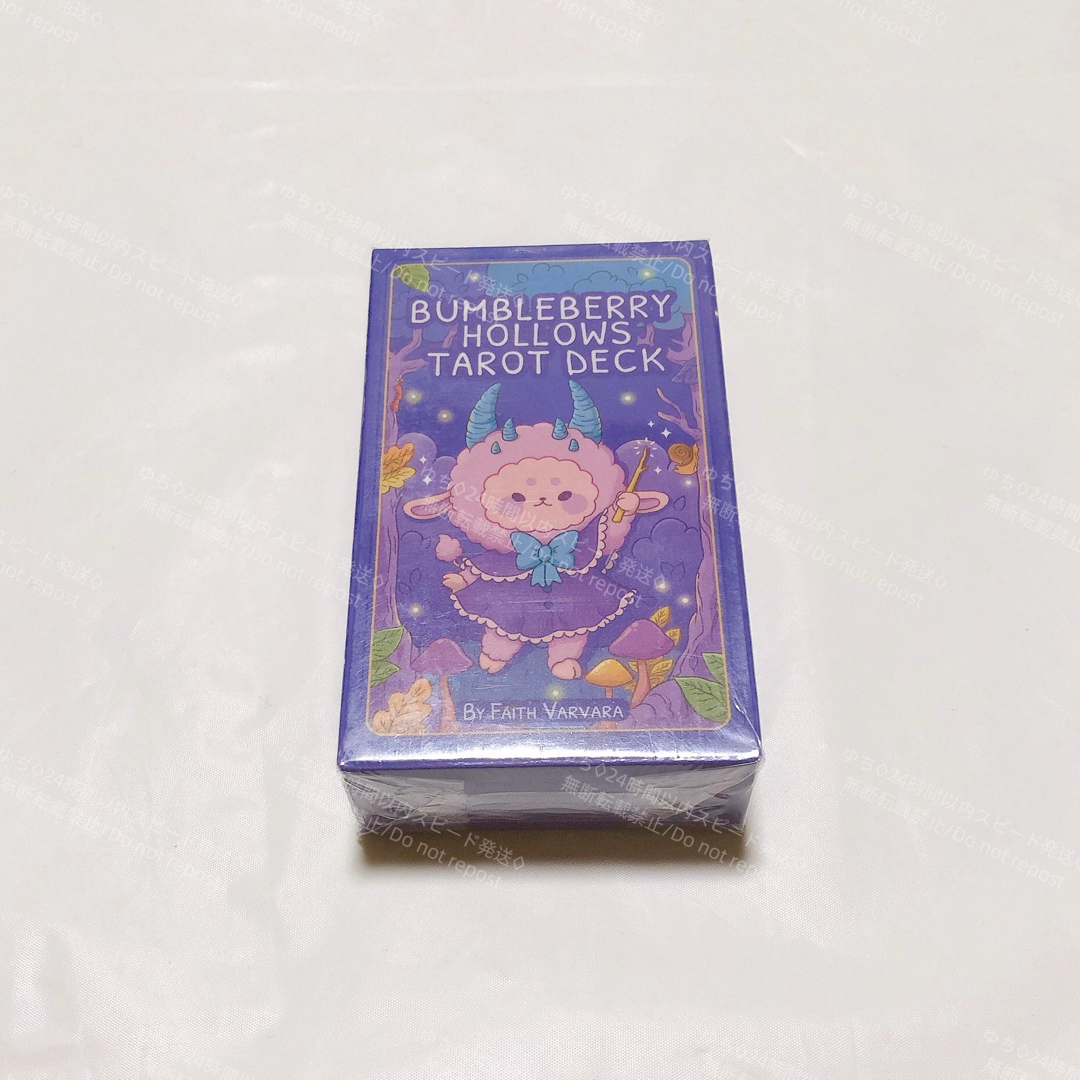 BUMBLEBERRY
HOLLOWS
TAROT DECK
BY FAITH VARVARA
ゆち◇24時間以内スピード発送◇
無断転載禁止/Do not repost